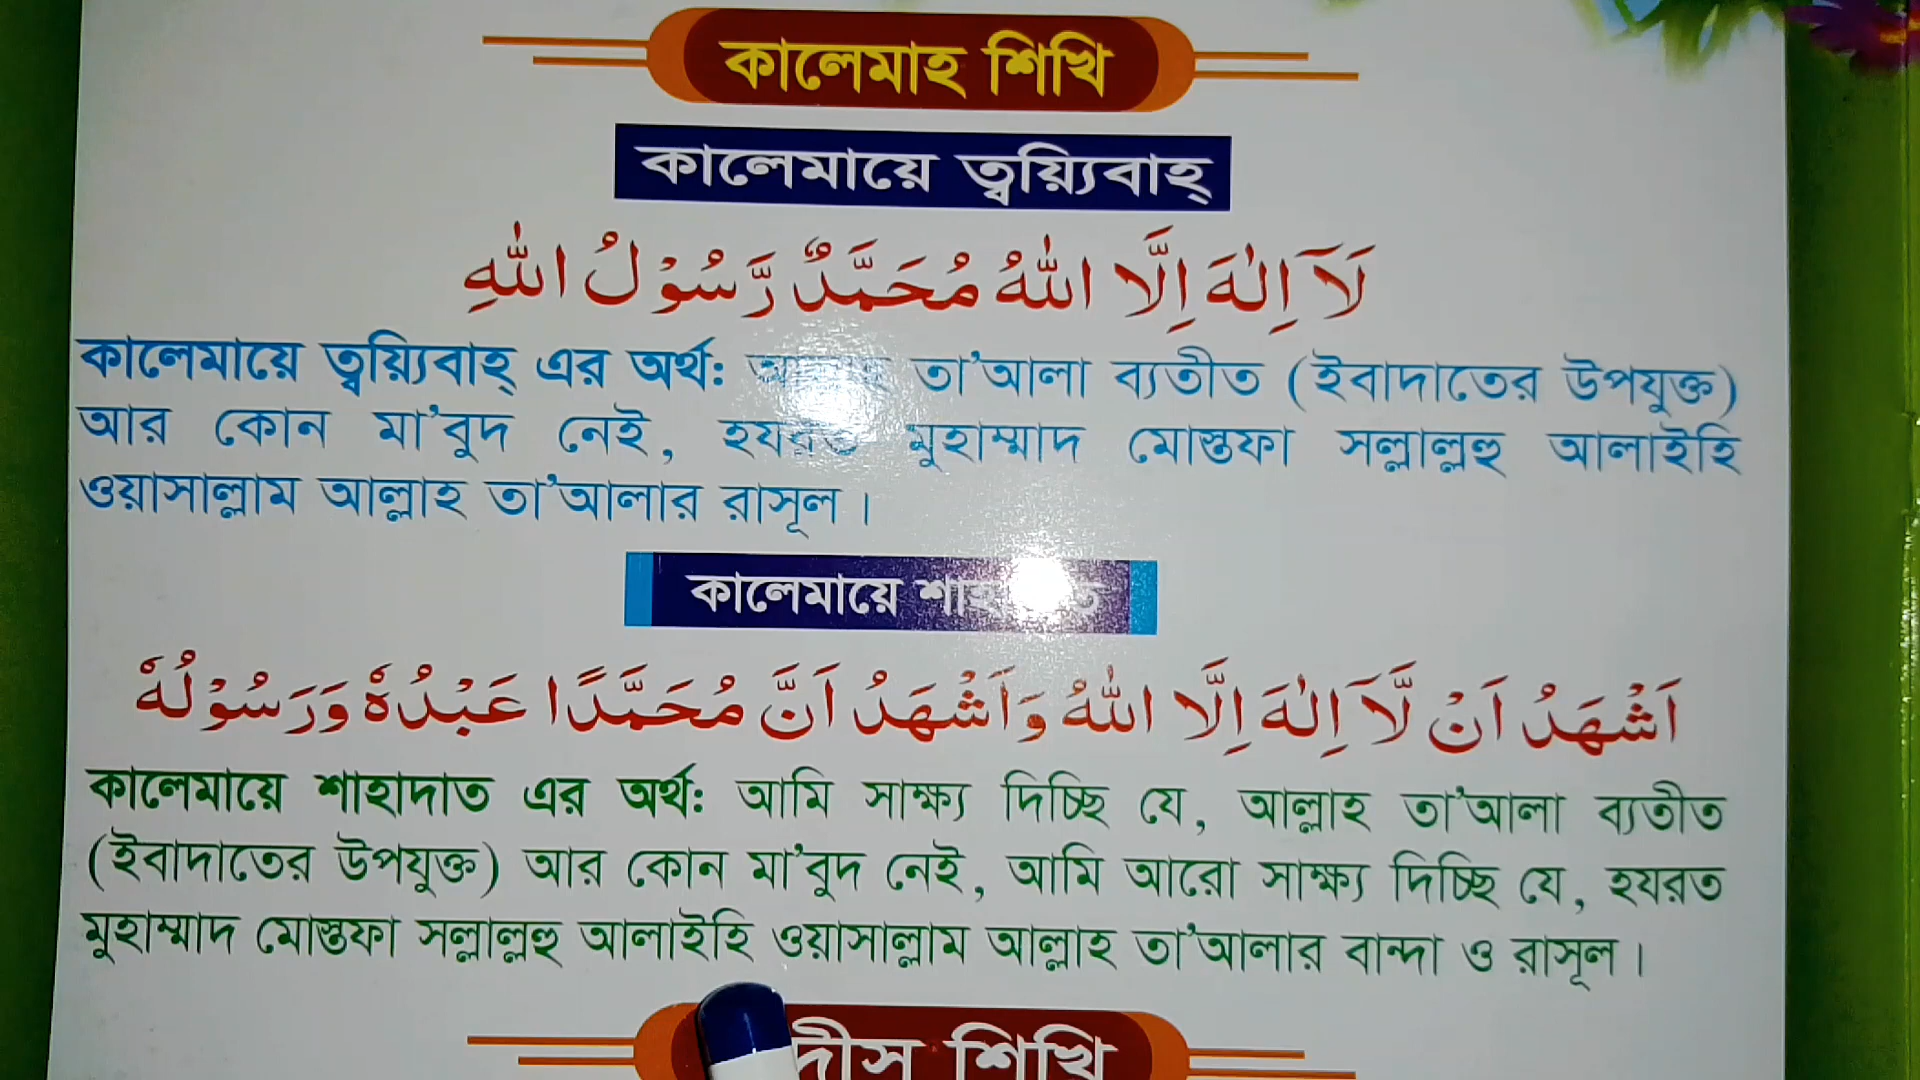 কালেমাহ শিখি
কালেমায়ে ত্বয়্যিবাহ্
لَاۤ اِلٰهَ اِلَّا اللّٰهُ مُحَمَّدٌ رَّسُوْلُ اللّٰهِ
কালেমায়ে ত্বয়্যিবাহ্ এর অর্থ: তা'আলা ব্যতীত (ইবাদাতের উপযুক্ত)
আর কোন মা'বুদ নেই, হযরত মুহাম্মাদ মোস্তফা সল্লাল্লহু আলাইহি
ওয়াসাল্লাম আল্লাহ তা'আলার রাসূল।
কালেমায়ে
اَشْهَدُ اَنْ لَّاۤ اِلٰهَ اِلَّا اللّٰهُ وَاَشْهَدُ اَنَّ مُحَمَّدًا عَبْدُهٗ وَرَسُوْلُهٗ
কালেমায়ে শাহাদাত এর অর্থ: আমি সাক্ষ্য দিচ্ছি যে, আল্লাহ তা'আলা ব্যতীত
(ইবাদাতের উপযুক্ত) আর কোন মা'বুদ নেই, আমি আরো সাক্ষ্য দিচ্ছি যে, হযরত
মুহাম্মাদ মোস্তফা সল্লাল্লহু আলাইহি ওয়াসাল্লাম আল্লাহ তা'আলার বান্দা ও রাসূল।
শিখি